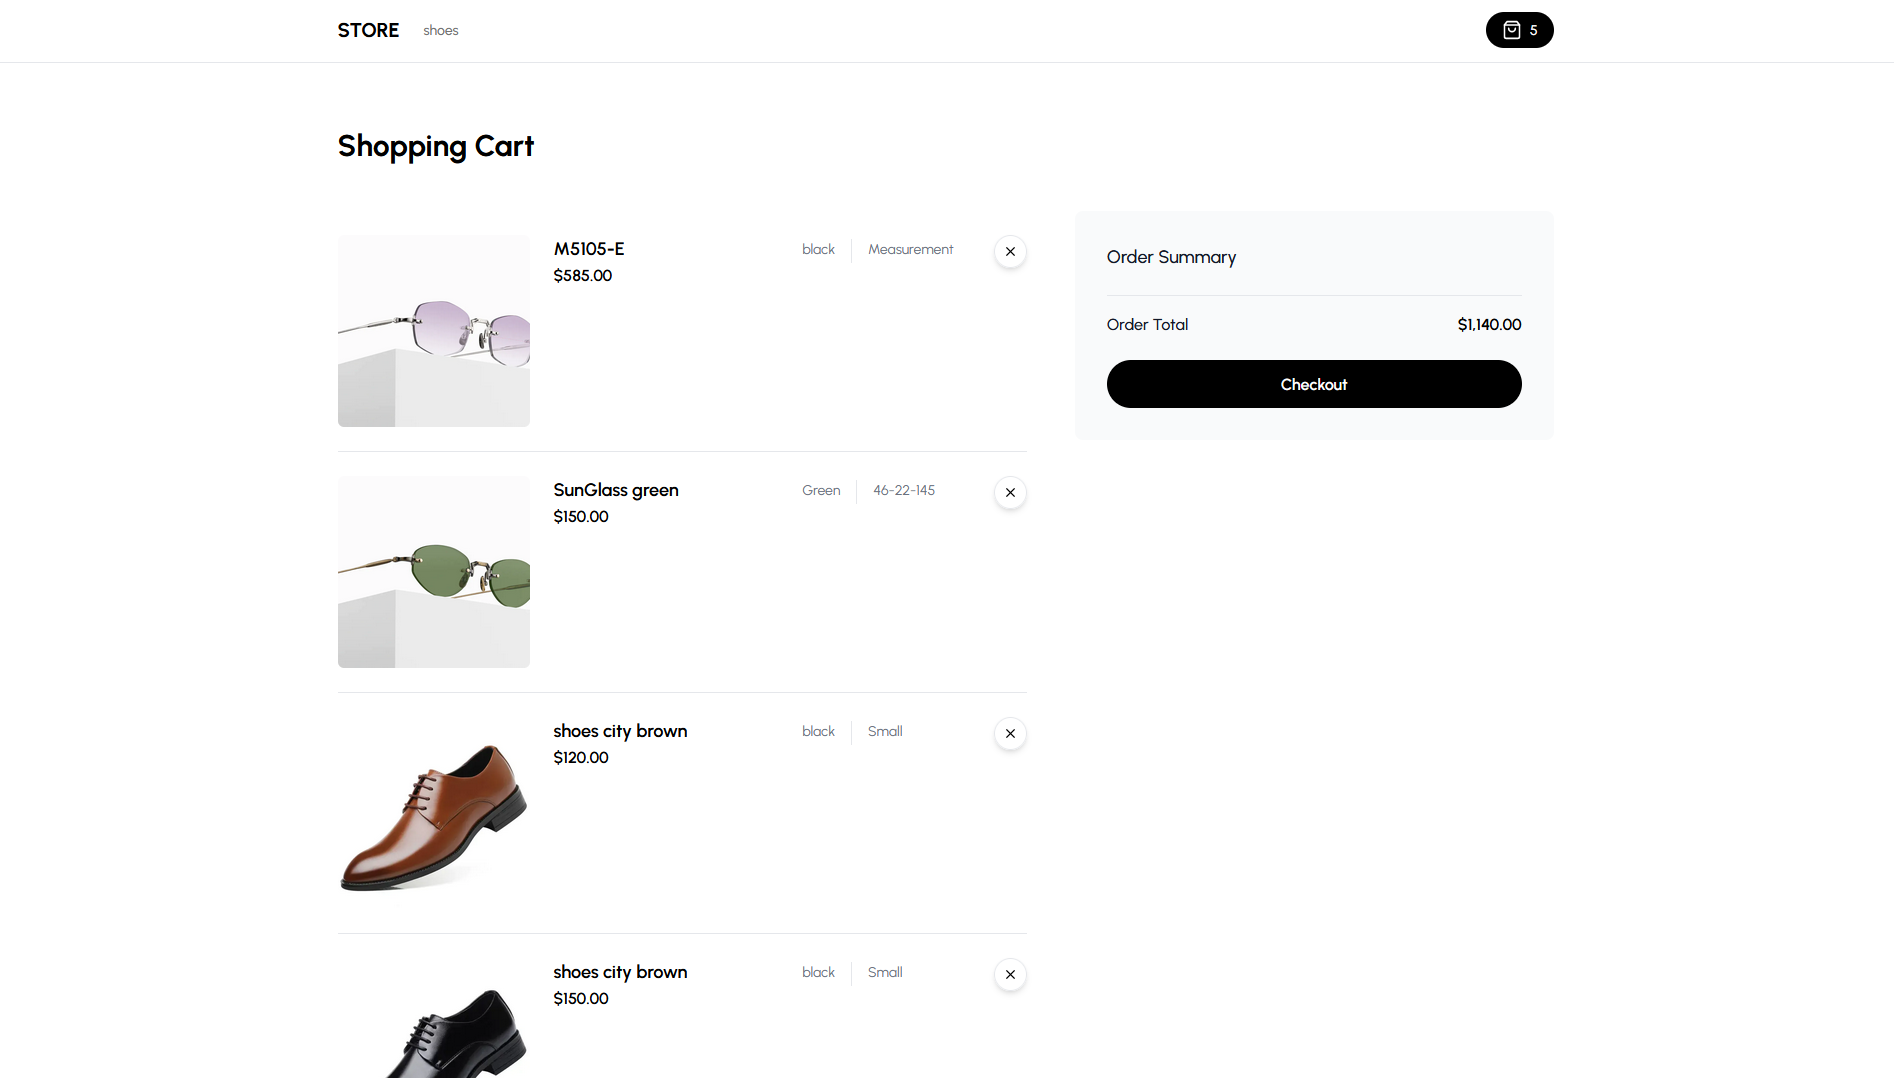 STORE
shoes
5
Shopping Cart
M5105-E
$585.00
black
Measurement
SunGlass green
$150.00
Green
46-22-145
shoes city brown
$120.00
black
Small
shoes city brown
$150.00
black
Small
Order Summary
Order Total
$1,140.00
Checkout